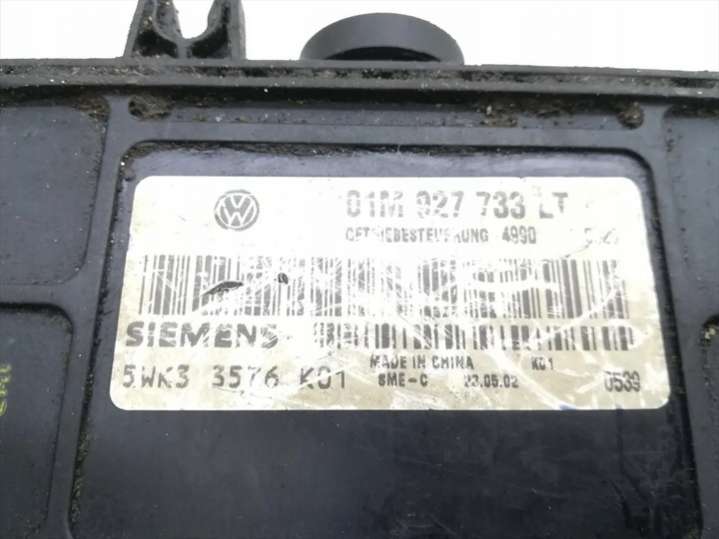 01M 927 733 LT
GETRIEBESTEUERUNG 4990
SIEMENS
MADE IN CHINA K01
5WK3 3576 K01 SME-C 23.05.02 0539